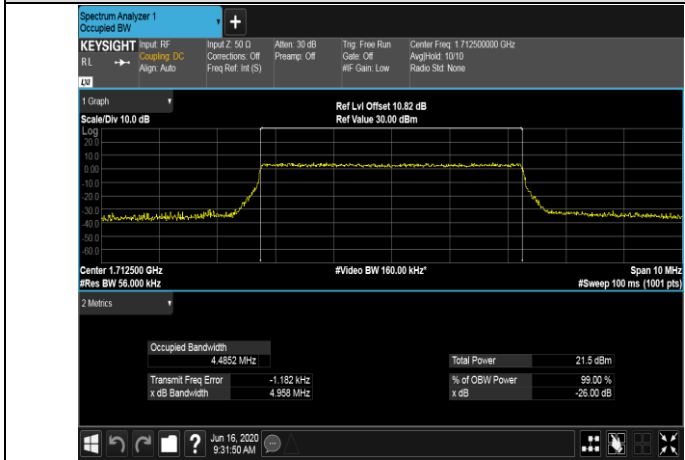 Spectrum Analyzer 1
Occupied BW
+
KEYSIGHT Input: RF Input Z: 50 Ω Atten: 30 dB Trig: Free Run Center Freq: 1.712500000 GHz
RL Coupling: DC Corrections: Off Preamp: Off Gate: Off Avg|Hold: 10/10
Align: Auto Freq Ref: Int (S) #IF Gain: Low Radio Std: None
LXI
1 Graph
Ref Lvl Offset 10.82 dB
Scale/Div 10.0 dB Ref Value 30.00 dBm
Log
20.0
10.0
0.00
-10.0
-20.0
-30.0
-40.0
-50.0
-60.0
Center 1.712500 GHz #Video BW 160.00 kHz* Span 10 MHz
#Res BW 56.000 kHz #Sweep 100 ms (1001 pts)
2 Metrics
Occupied Bandwidth
4.4852 MHz Total Power 21.5 dBm
Transmit Freq Error -1.182 kHz % of OBW Power 99.00 %
x dB Bandwidth 4.958 MHz x dB -26.00 dB
? Jun 16, 2020
9:31:50 AM